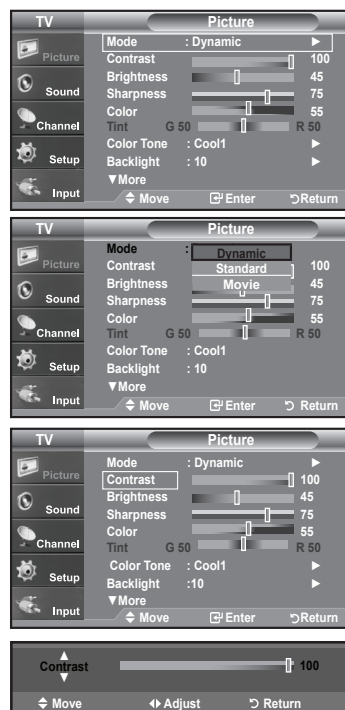 TV Picture
Mode : Dynamic ►
Picture
Contrast 100
Brightness 45
Sound
Sharpness 75
Color 55
Channel
Tint G 50 R 50
Color Tone : Cool1 ►
Setup
Backlight : 10 ►
▼More
Input
Move Enter Return
TV Picture
Mode : Dynamic
Picture
Contrast Standard 100
Brightness Movie 45
Sound
Sharpness 75
Color 55
Channel
Tint G 50 R 50
Color Tone : Cool1
Setup
Backlight : 10
▼More
Input
Move Enter Return
TV Picture
Mode : Dynamic ►
Picture
Contrast 100
Brightness 45
Sound
Sharpness 75
Color 55
Channel
Tint G 50 R 50
Color Tone : Cool1 ►
Setup
Backlight :10 ►
▼More
Input
Move Enter Return
Contrast 100
Move Adjust Return